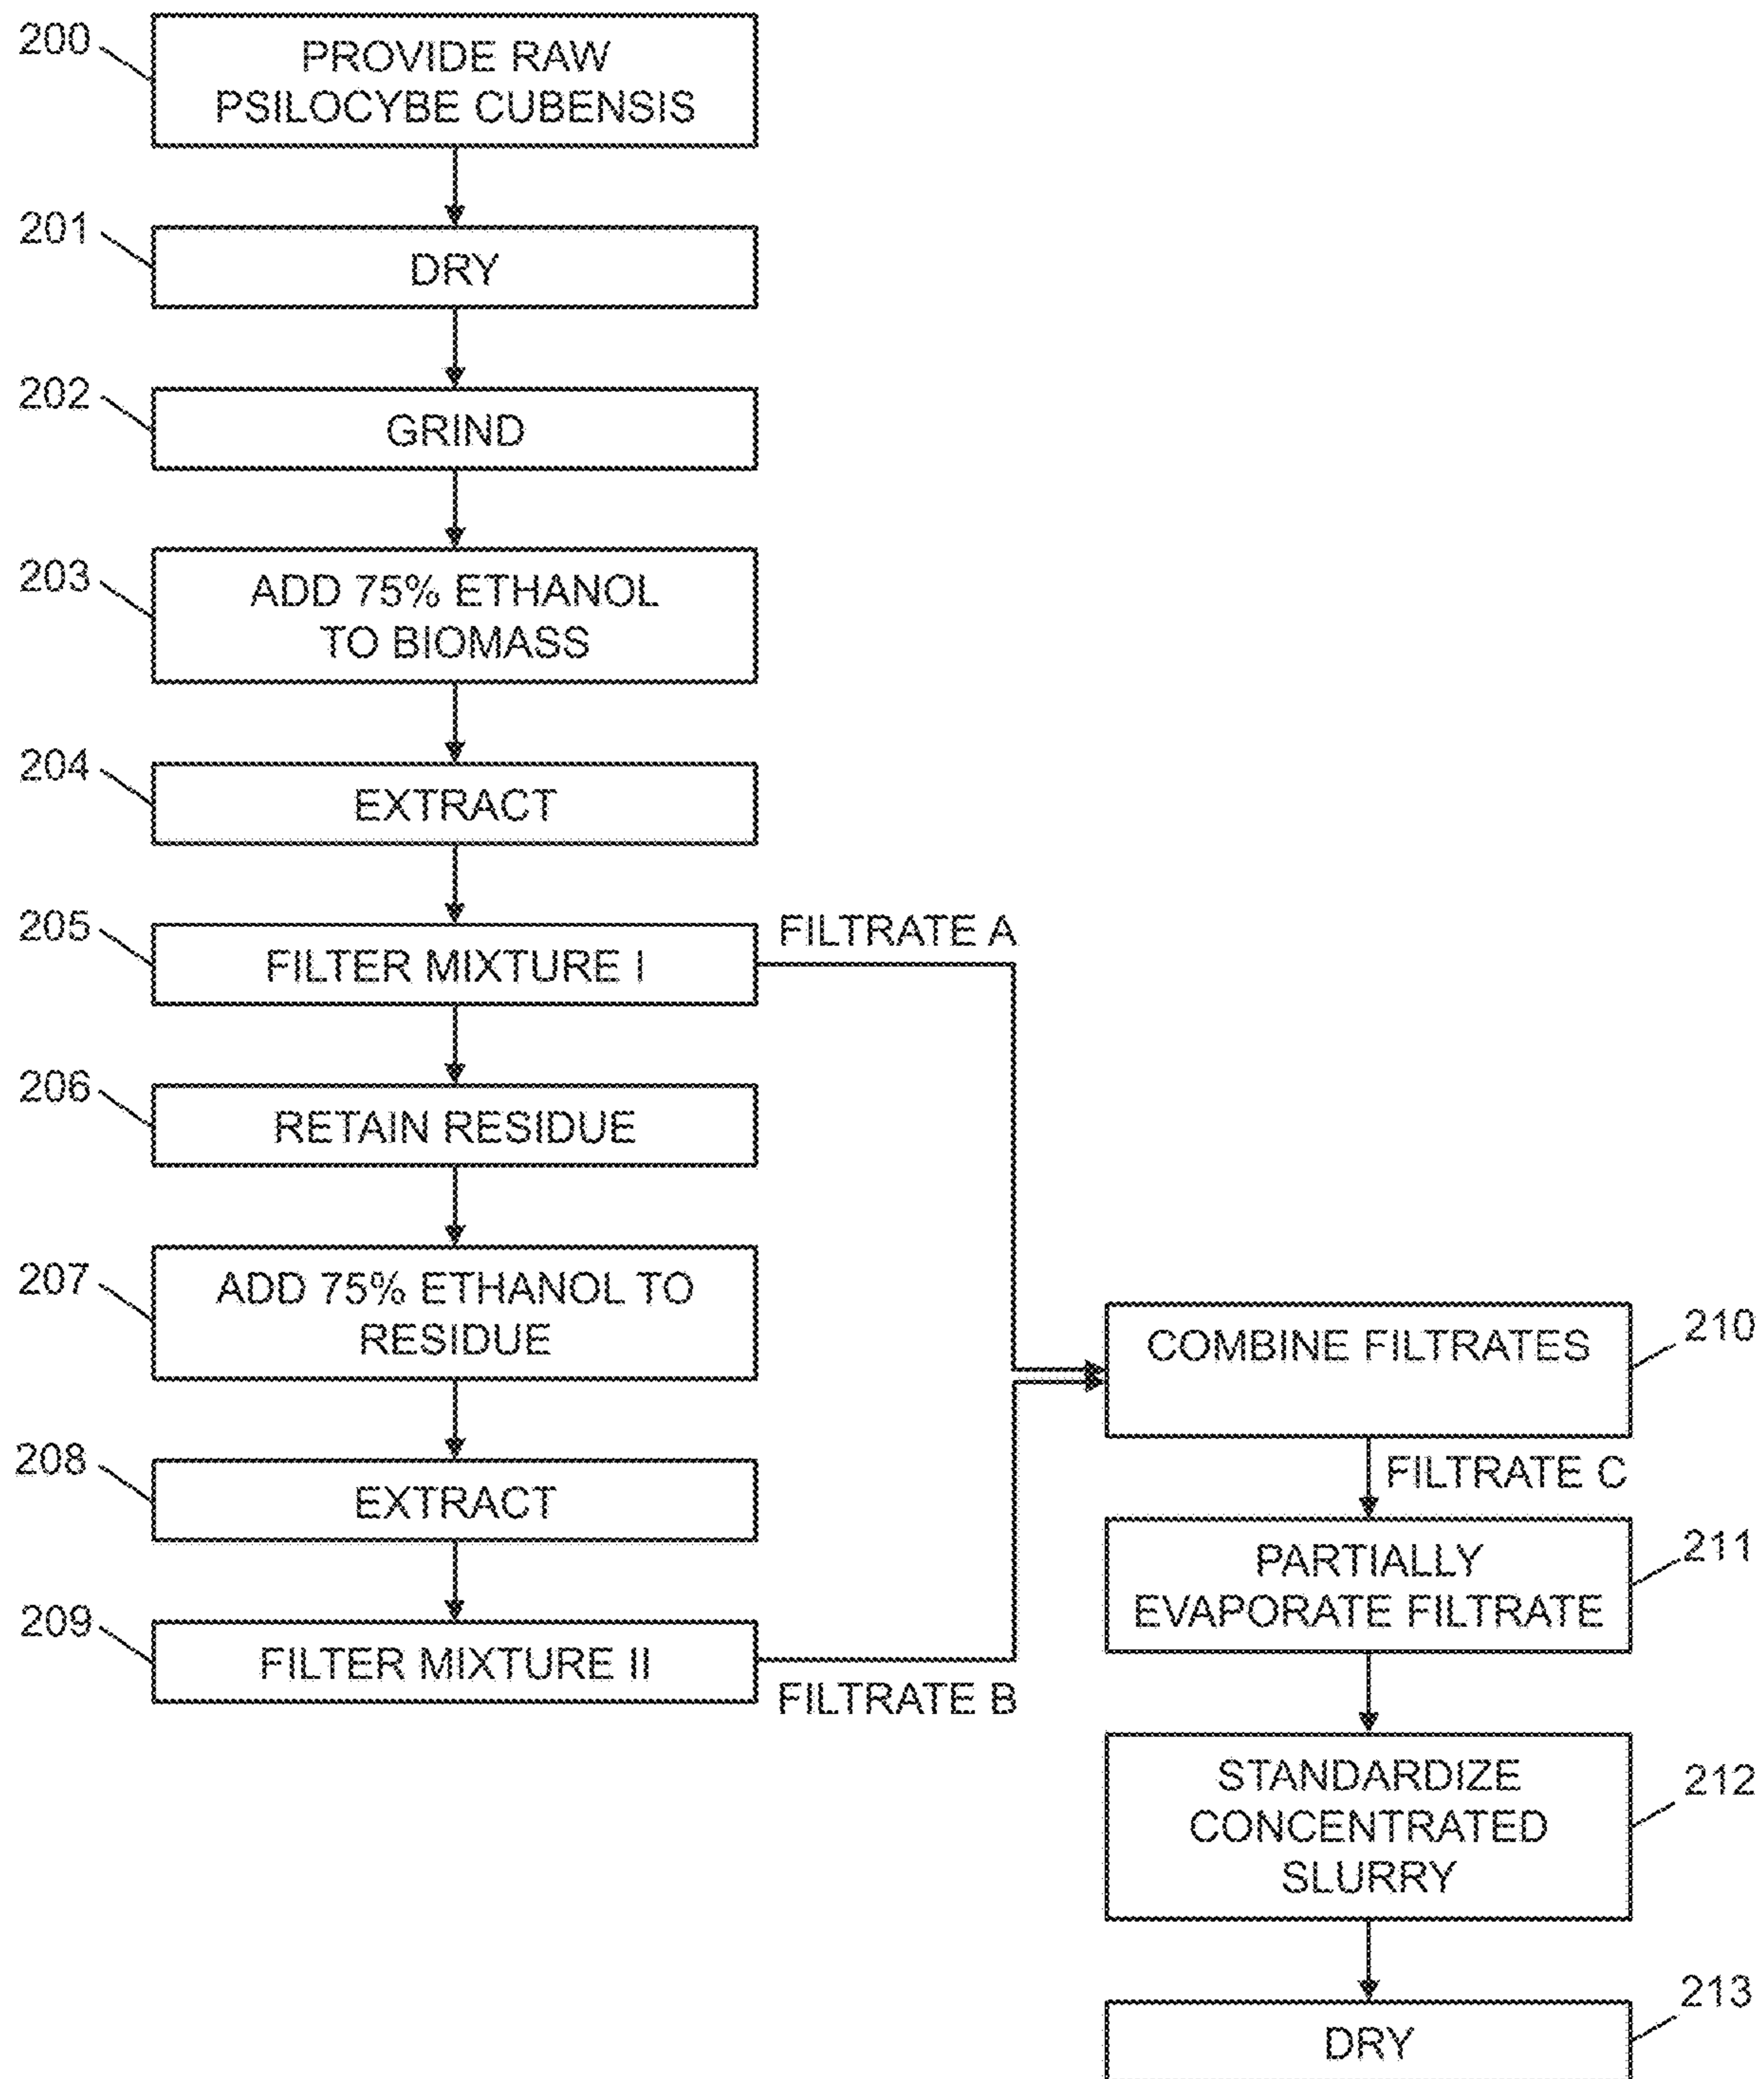 200
PROVIDE RAW
PSILOCYBE CUBENSIS
201
DRY
202
GRIND
203
ADD 75% ETHANOL
TO BIOMASS
204
EXTRACT
205
FILTER MIXTURE I
FILTRATE A
206
RETAIN RESIDUE
207
ADD 75% ETHANOL TO
RESIDUE
208
EXTRACT
209
FILTER MIXTURE II
FILTRATE B
COMBINE FILTRATES
210
FILTRATE C
PARTIALLY
EVAPORATE FILTRATE
211
STANDARDIZE
CONCENTRATED
SLURRY
212
DRY
213